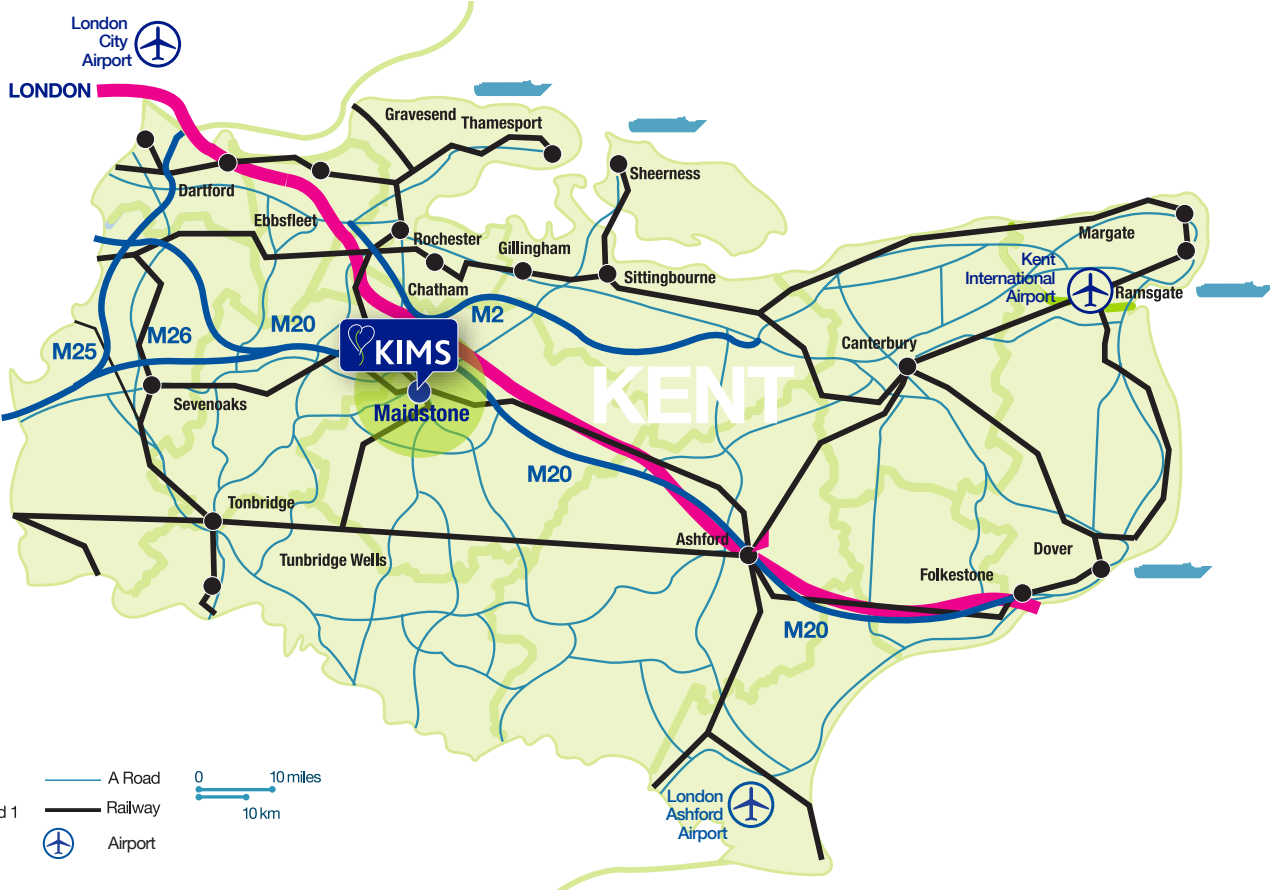 London
City
Airport
LONDON
Gravesend
Thamesport
Sheerness
Dartford
Ebbsfleet
Rochester
Gillingham
Chatham
Sittingbourne
Margate
Kent
International
Airport
Ramsgate
M2
M20
M26
M25
KIMS
Canterbury
KENT
Sevenoaks
Maidstone
M20
Tonbridge
Tunbridge Wells
Ashford
Dover
Folkestone
M20
A Road
0
10 miles
d 1
Railway
10 km
Airport
London
Ashford
Airport